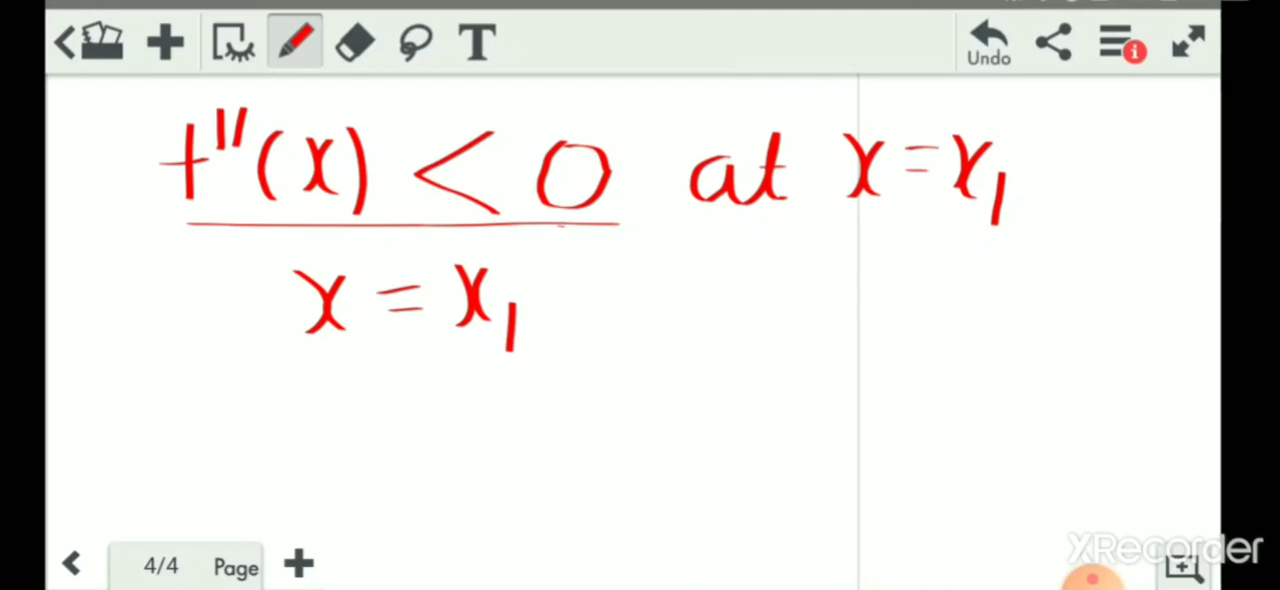 T
Undo
i
f"(x) < 0 at x = x₁
x = x₁
4/4 Page
XRecorder